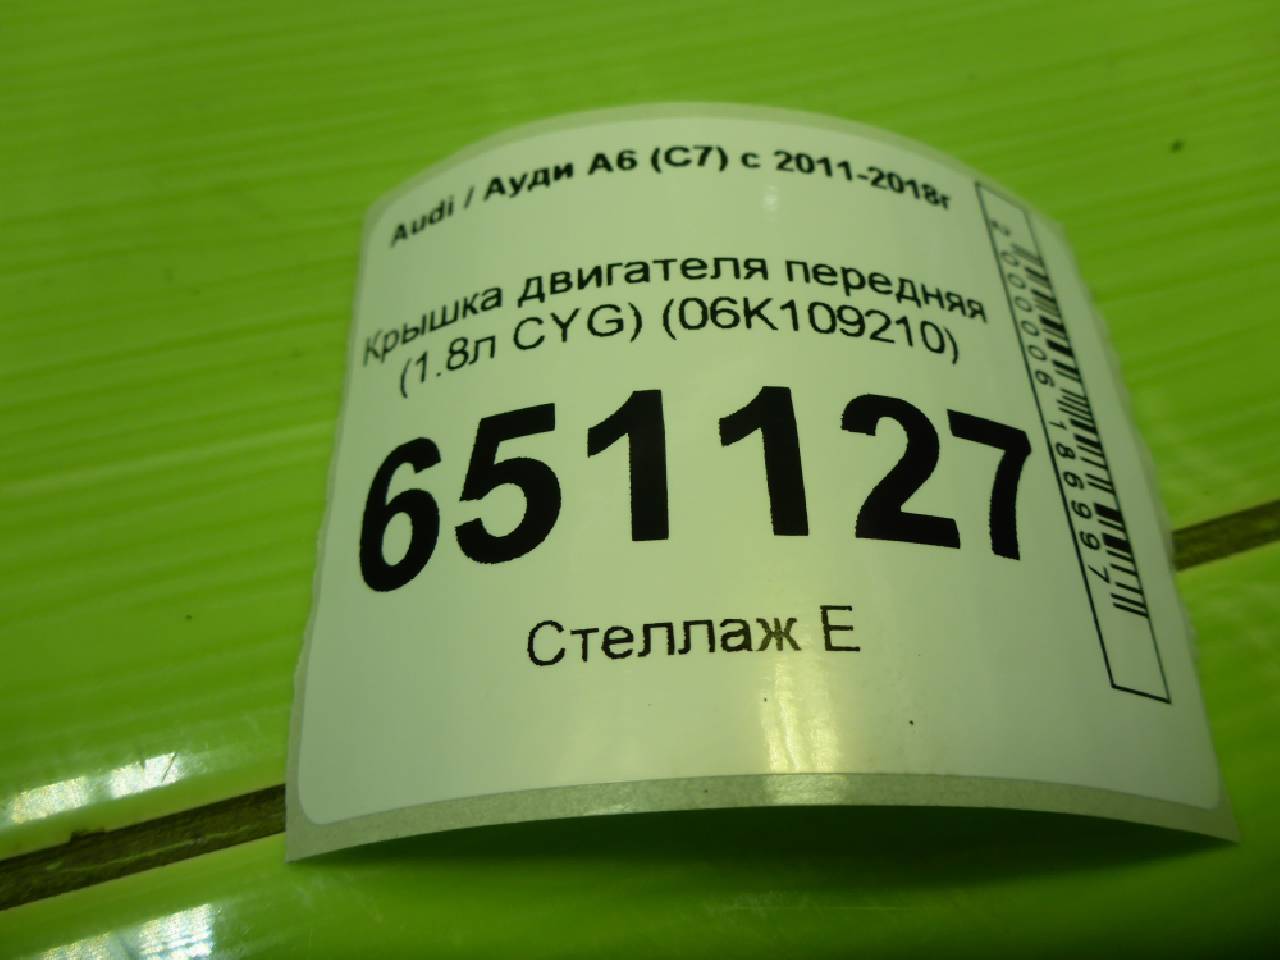 Audi / Ауди А6 (С7) с 2011-2018г
Крышка двигателя передняя
(1.8л CYG) (06K109210)
651127
Стеллаж Е
2000006186997